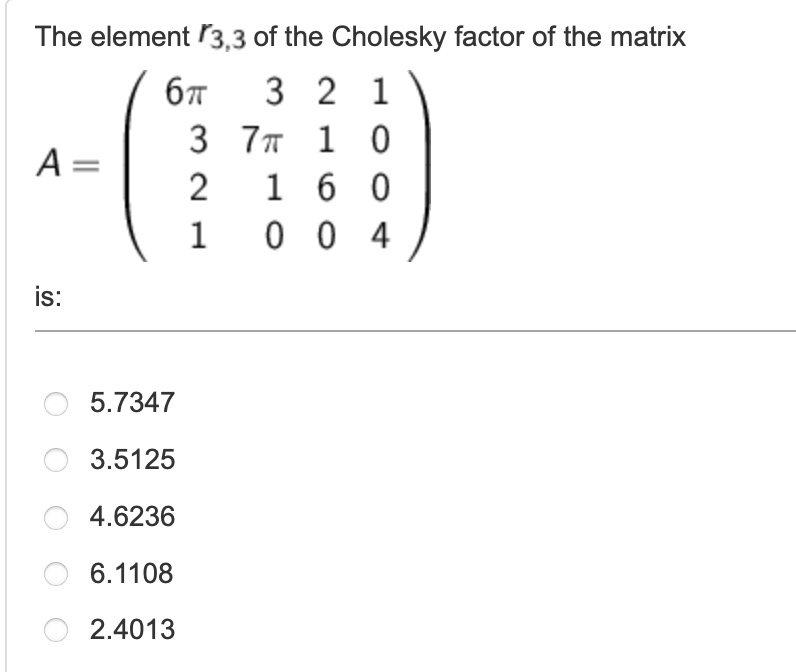 The element r3,3 of the Cholesky factor of the matrix
A = ( 6π 3 2 1
3 7π 1 0
2 1 6 0
1 0 0 4 )
is:
5.7347
3.5125
4.6236
6.1108
2.4013